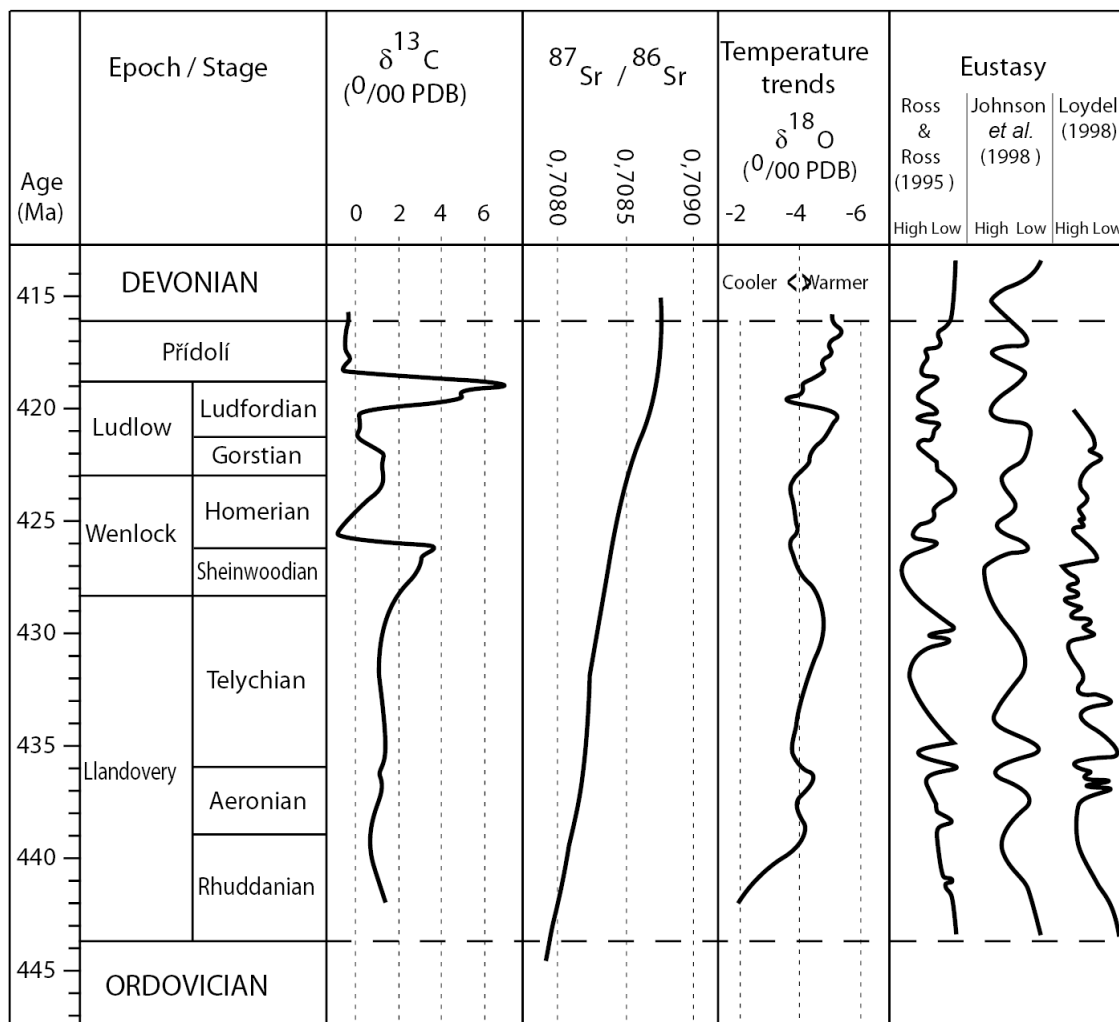 Age
(Ma)
Epoch / Stage
δ13C
(0/00 PDB)
0 2 4 6
87Sr / 86Sr
0,7080
0,7085
0,7090
Temperature
trends
δ18O
(0/00 PDB)
-2 -4 -6
Eustasy
Ross
&
Ross
(1995 )
Johnson
et al.
(1998 )
Loydel
(1998)
High Low
High Low
High Low
415
DEVONIAN
Cooler <> Warmer
Přídolí
420
Ludlow
Ludfordian
Gorstian
425
Wenlock
Homerian
Sheinwoodian
430
Telychian
435
Llandovery
Aeronian
440
Rhuddanian
445
ORDOVICIAN